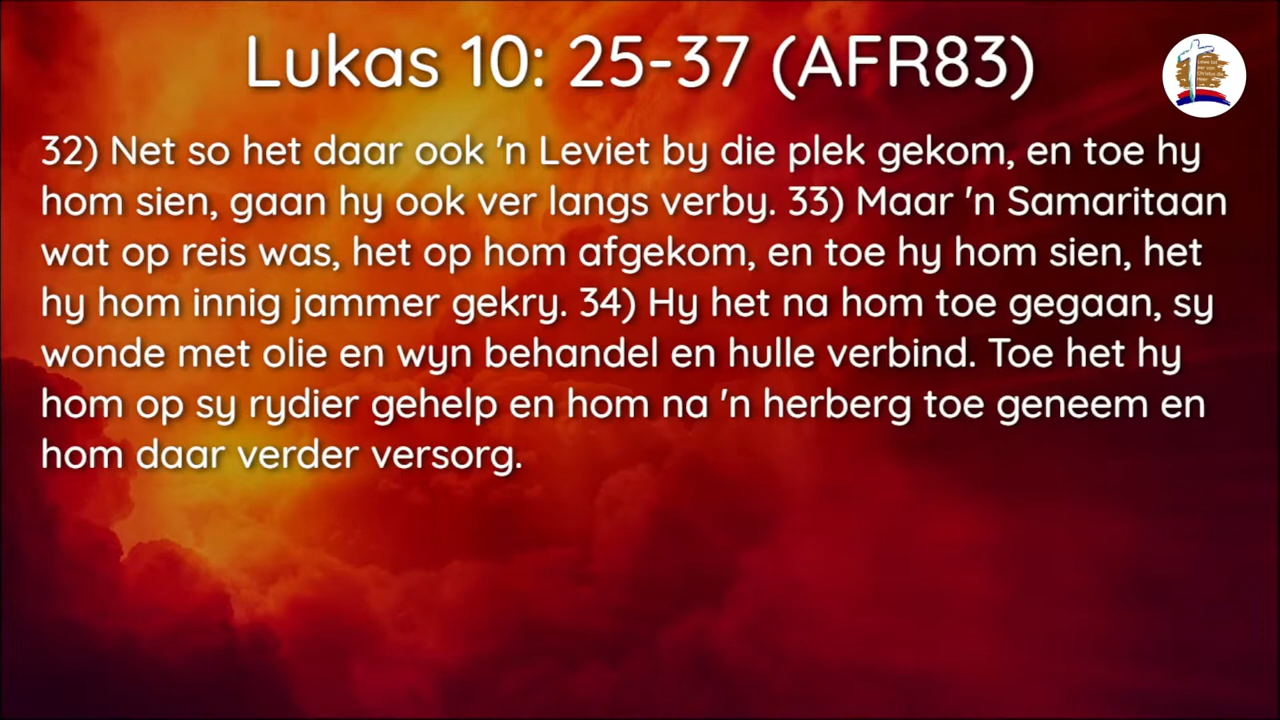 Lukas 10: 25-37 (AFR83)
32) Net so het daar ook 'n Leviet by die plek gekom, en toe hy
hom sien, gaan hy ook ver langs verby. 33) Maar 'n Samaritaan
wat op reis was, het op hom afgekom, en toe hy hom sien, het
hy hom innig jammer gekry. 34) Hy het na hom toe gegaan, sy
wonde met olie en wyn behandel en hulle verbind. Toe het hy
hom op sy rydier gehelp en hom na 'n herberg toe geneem en
hom daar verder versorg.